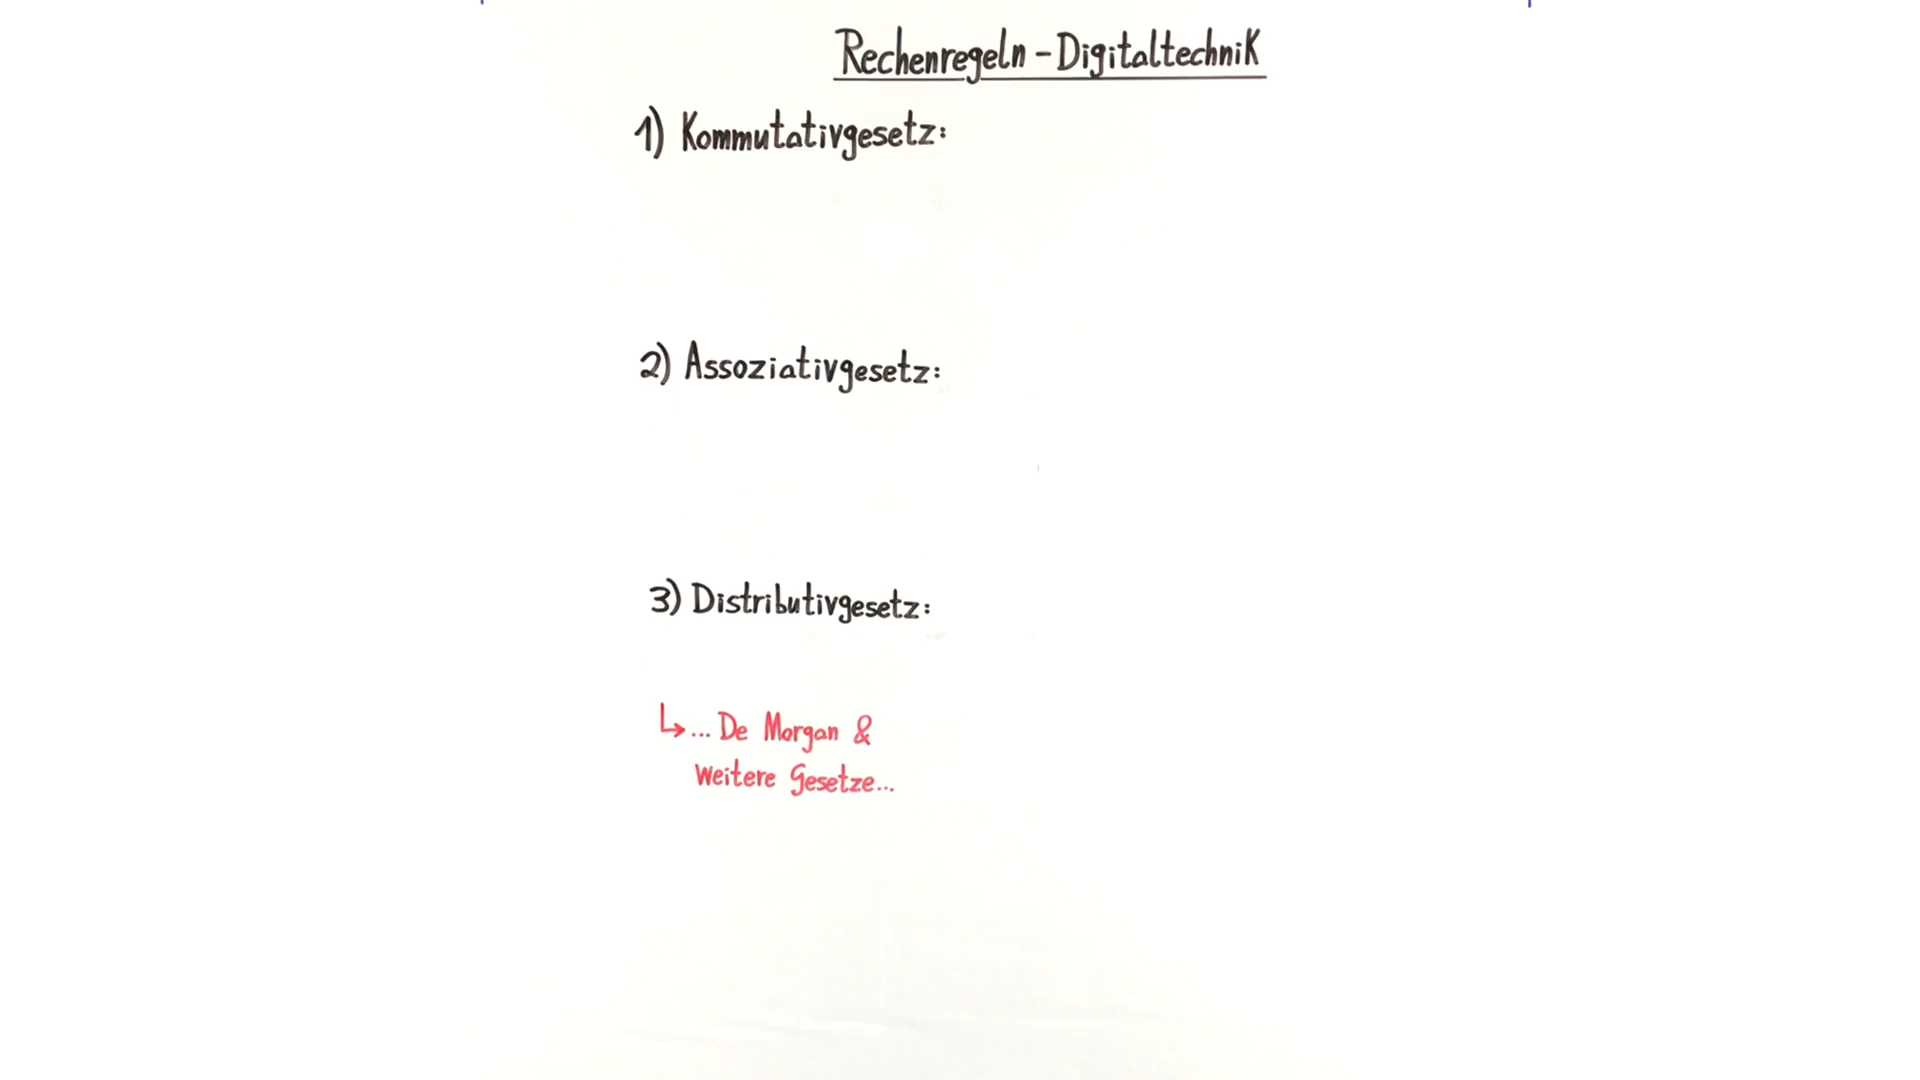 Rechenregeln - Digitaltechnik
1) Kommutativgesetz:
2) Assoziativgesetz:
3) Distributivgesetz:
↳... De Morgan &
weitere Gesetze...